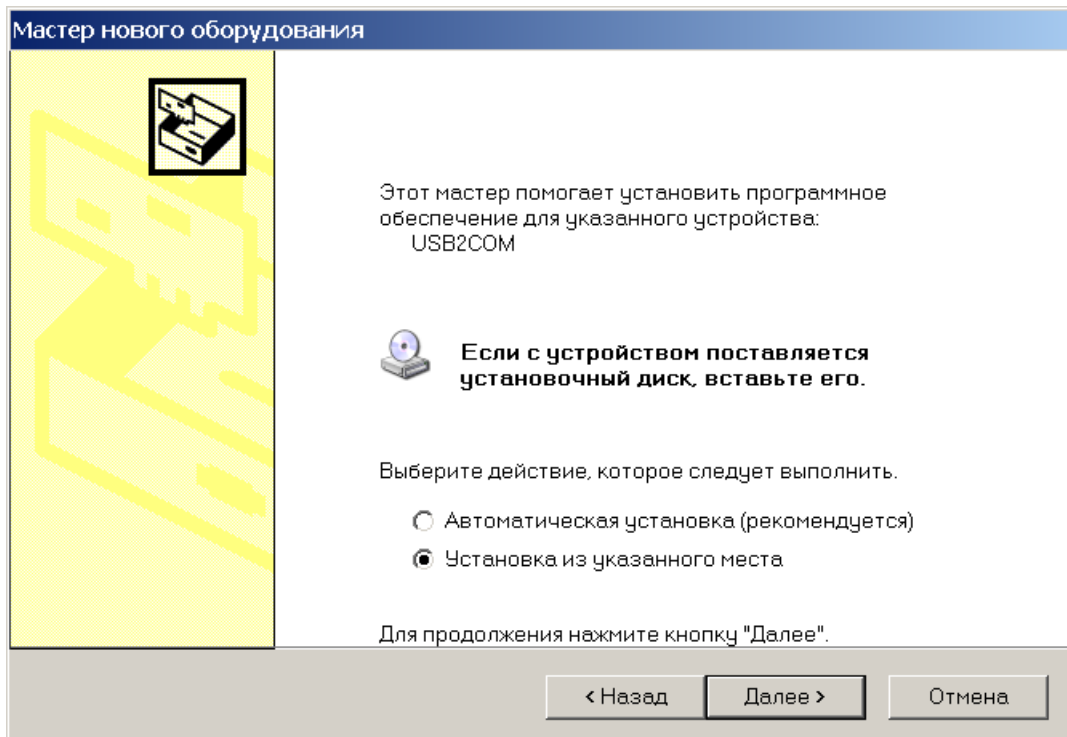 Мастер нового оборудования
Этот мастер помогает установить программное
обеспечение для указанного устройства:
USB2COM
Если с устройством поставляется
установочный диск, вставьте его.
Выберите действие, которое следует выполнить.
Автоматическая установка (рекомендуется)
Установка из указанного места
Для продолжения нажмите кнопку "Далее".
< Назад
Далее >
Отмена